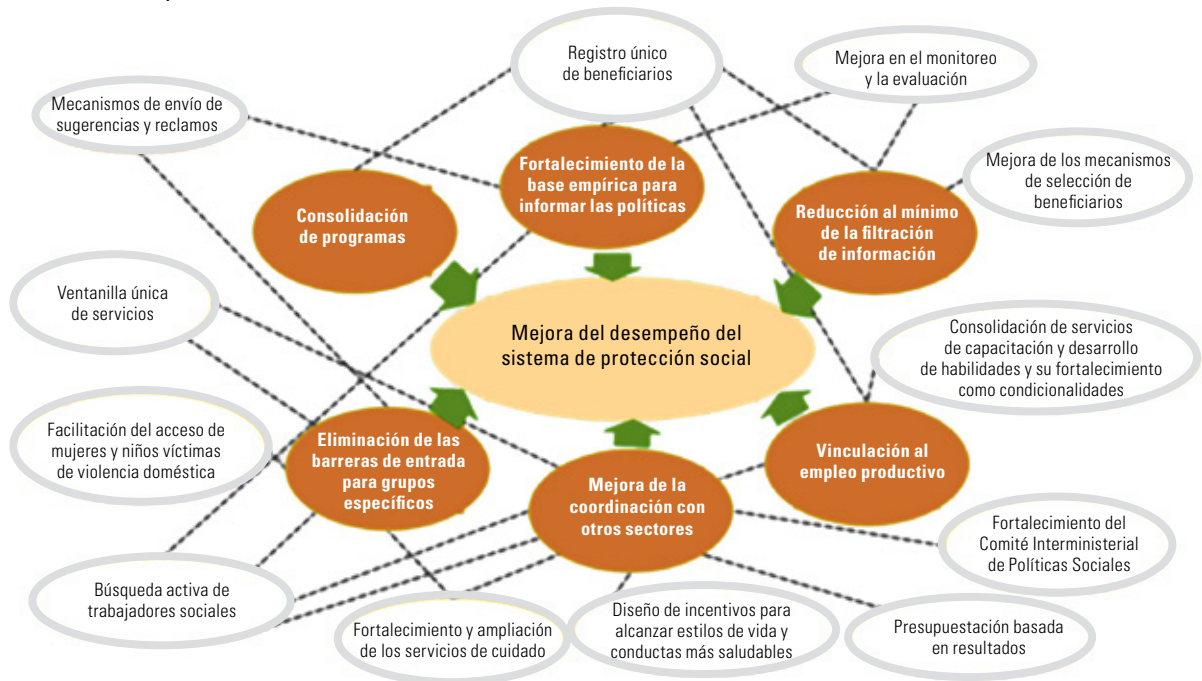 Registro único
de beneficiarios
Mejora en el monitoreo
y la evaluación
Mecanismos de envío de
sugerencias y reclamos
Fortalecimiento de la
base empírica para
informar las políticas
Mejora de los mecanismos
de selección de
beneficiarios
Consolidación
de programas
Reducción al mínimo
de la filtración
de información
Ventanilla única
de servicios
Mejora del desempeño del
sistema de protección social
Consolidación de servicios
de capacitación y desarrollo
de habilidades y su fortalecimiento
como condicionalidades
Facilitación del acceso de
mujeres y niños víctimas
de violencia doméstica
Eliminación de las
barreras de entrada
para grupos
específicos
Vinculación al
empleo productivo
Mejora de la
coordinación con
otros sectores
Fortalecimiento del
Comité Interministerial
de Políticas Sociales
Búsqueda activa de
trabajadores sociales
Fortalecimiento y ampliación
de los servicios de cuidado
Diseño de incentivos para
alcanzar estilos de vida y
conductas más saludables
Presupuestación basada
en resultados